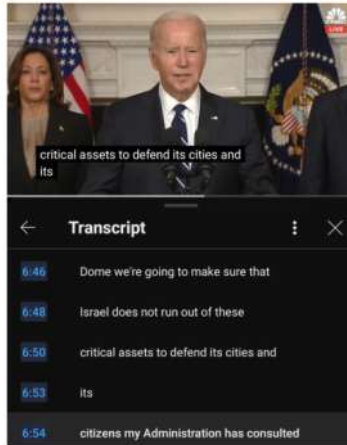 LIVE
critical assets to defend its cities and
its
Transcript
6:46 Dome we're going to make sure that
6:48 Israel does not run out of these
6:50 critical assets to defend its cities and
6:53 its
6:54 citizens my Administration has consulted